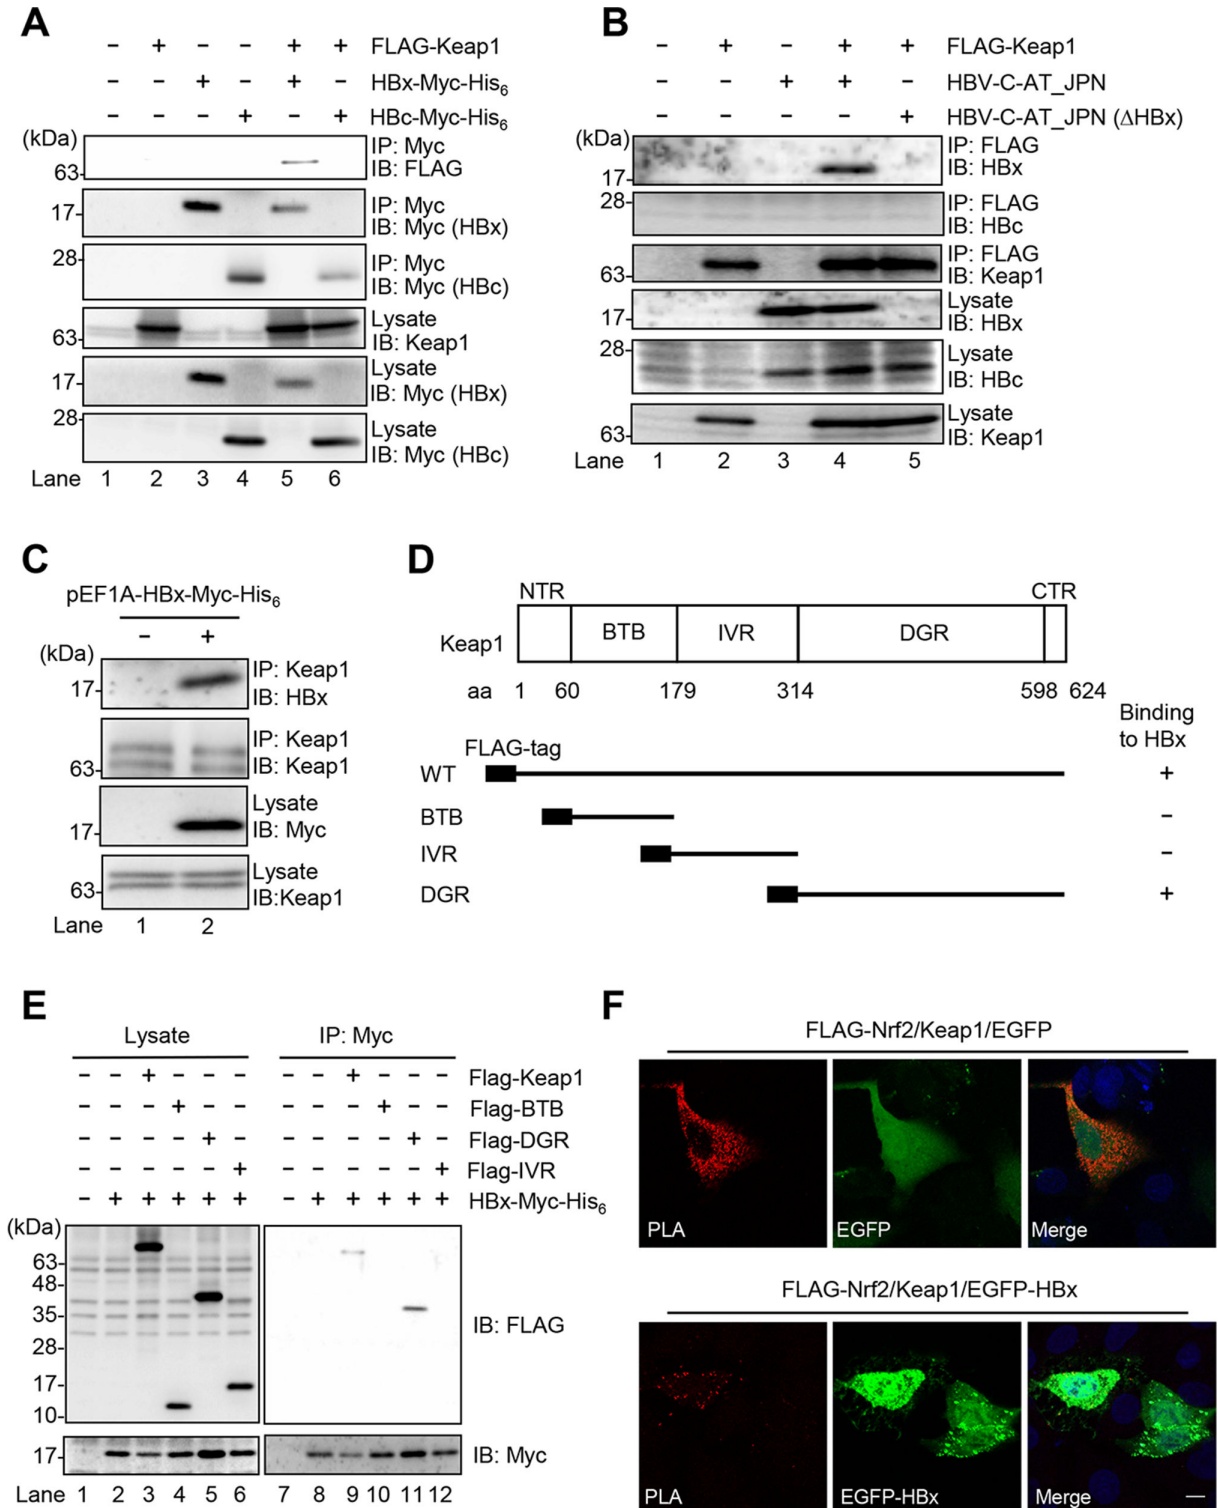 A
- + - - + + FLAG-Keap1
- - + - + - HBx-Myc-His6
- - - + - + HBc-Myc-His6
(kDa)
63- IP: Myc
IB: FLAG
17- IP: Myc
IB: Myc (HBx)
28- IP: Myc
IB: Myc (HBc)
63- Lysate
IB: Keap1
17- Lysate
IB: Myc (HBx)
28- Lysate
IB: Myc (HBc)
Lane 1 2 3 4 5 6
B
- + - + + FLAG-Keap1
- - + + - HBV-C-AT_JPN
- - - - + HBV-C-AT_JPN (ΔHBx)
(kDa)
17- IP: FLAG
IB: HBx
28- IP: FLAG
IB: HBc
63- IP: FLAG
IB: Keap1
17- Lysate
IB: HBx
28- Lysate
IB: HBc
63- Lysate
IB: Keap1
Lane 1 2 3 4 5
C
pEF1A-HBx-Myc-His6
- +
(kDa)
17- IP: Keap1
IB: HBx
63- IP: Keap1
IB: Keap1
17- Lysate
IB: Myc
63- Lysate
IB:Keap1
Lane 1 2
D
NTR CTR
Keap1 BTB IVR DGR
aa 1 60 179 314 598 624
Binding
to HBx
FLAG-tag
WT +
BTB -
IVR -
DGR +
E
Lysate IP: Myc
- - + - - - - - + - - - Flag-Keap1
- - - + - - - - - + - - Flag-BTB
- - - - + - - - - - + - Flag-DGR
- - - - - + - - - - - + Flag-IVR
- + + + + + - + + + + + HBx-Myc-His6
(kDa)
63-
48-
35-
28-
17-
10-
IB: FLAG
17- IB: Myc
Lane 1 2 3 4 5 6 7 8 9 10 11 12
F
FLAG-Nrf2/Keap1/EGFP
PLA EGFP Merge
FLAG-Nrf2/Keap1/EGFP-HBx
PLA EGFP-HBx Merge